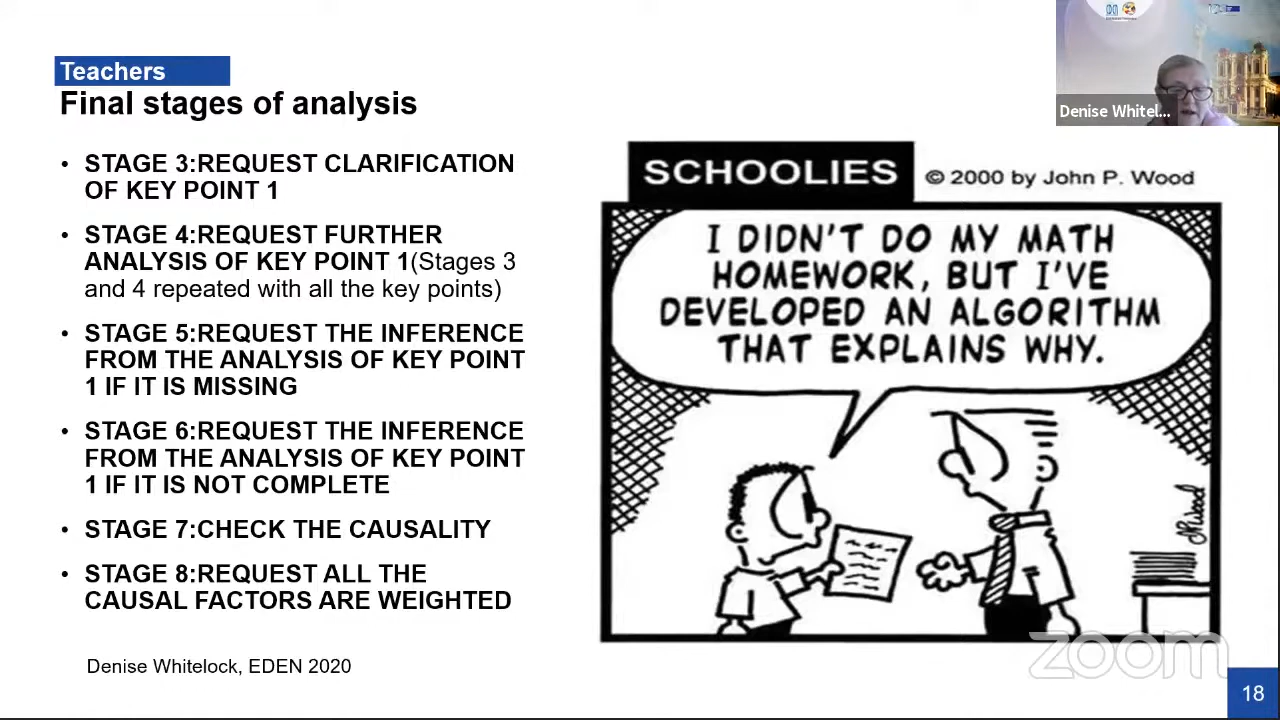 Teachers
Final stages of analysis
• STAGE 3:REQUEST CLARIFICATION
OF KEY POINT 1
• STAGE 4:REQUEST FURTHER
ANALYSIS OF KEY POINT 1(Stages 3
and 4 repeated with all the key points)
• STAGE 5:REQUEST THE INFERENCE
FROM THE ANALYSIS OF KEY POINT
1 IF IT IS MISSING
• STAGE 6:REQUEST THE INFERENCE
FROM THE ANALYSIS OF KEY POINT
1 IF IT IS NOT COMPLETE
• STAGE 7:CHECK THE CAUSALITY
• STAGE 8:REQUEST ALL THE
CAUSAL FACTORS ARE WEIGHTED
Denise Whitelock, EDEN 2020
Denise Whitel...
SCHOOLIES © 2000 by John P. Wood
I DIDN'T DO MY MATH
HOMEWORK, BUT I'VE
DEVELOPED AN ALGORITHM
THAT EXPLAINS WHY.
JPWood
zoom
18